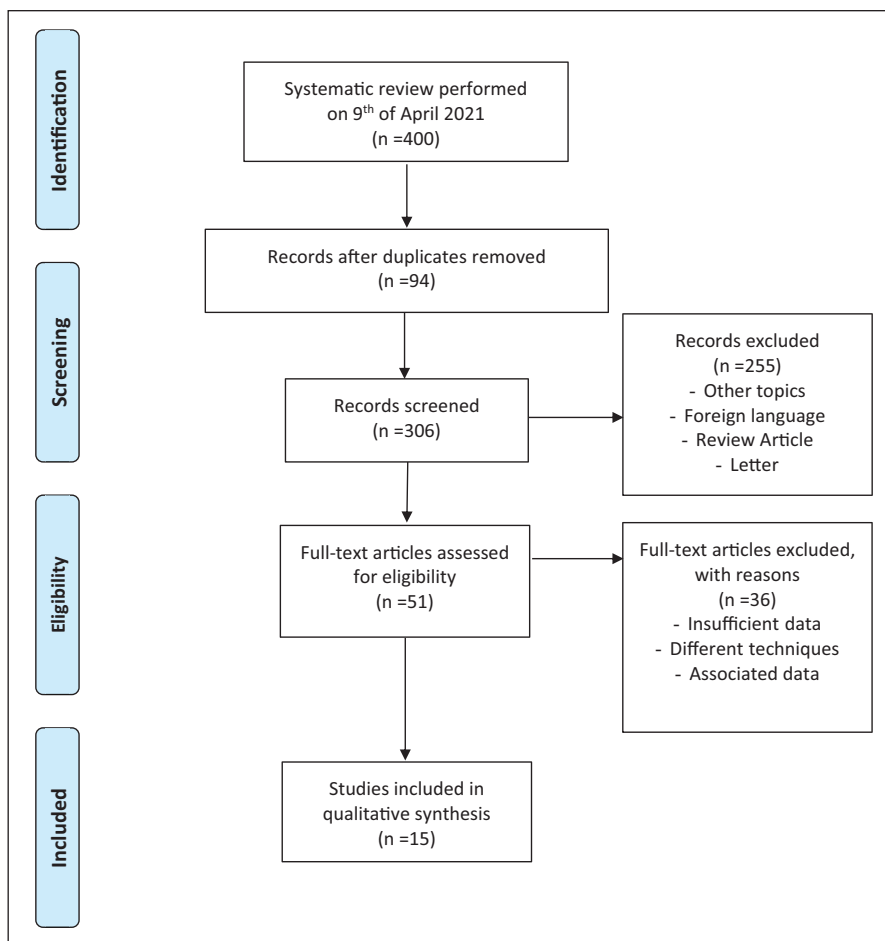 Identification
Systematic review performed
on 9th of April 2021
(n =400)
Records after duplicates removed
(n =94)
Screening
Records screened
(n =306)
Records excluded
(n =255)
- Other topics
- Foreign language
- Review Article
- Letter
Eligibility
Full-text articles assessed
for eligibility
(n =51)
Full-text articles excluded,
with reasons
(n =36)
- Insufficient data
- Different techniques
- Associated data
Included
Studies included in
qualitative synthesis
(n =15)